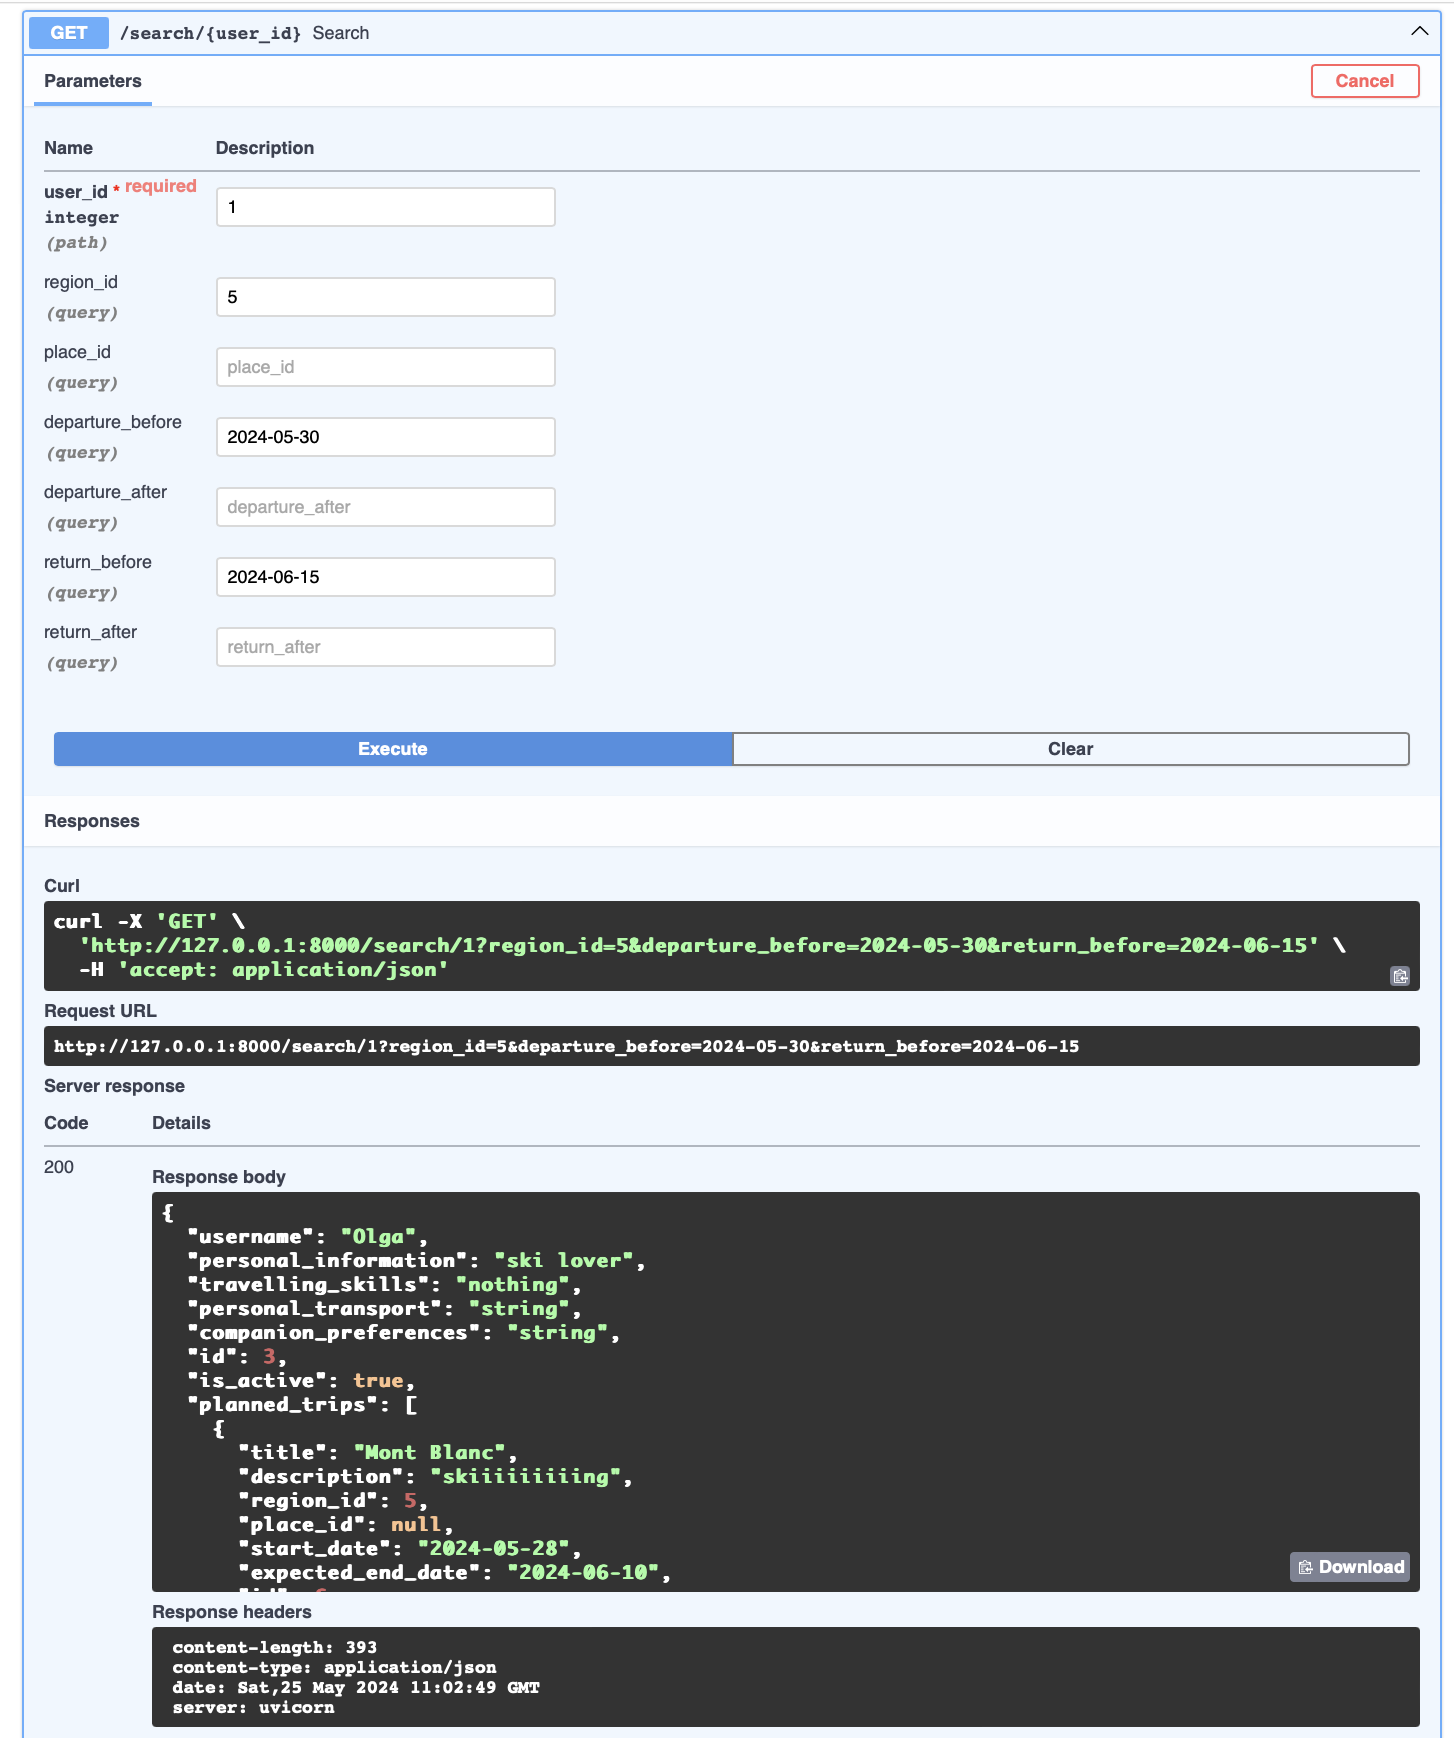 GET /search/{user_id} Search
Parameters
Cancel
Name Description
user_id * required
integer
(path)
1
region_id
(query)
5
place_id
(query)
place_id
departure_before
(query)
2024-05-30
departure_after
(query)
departure_after
return_before
(query)
2024-06-15
return_after
(query)
return_after
Execute
Clear
Responses
Curl
curl -X 'GET' \
'http://127.0.0.1:8000/search/1?region_id=5&departure_before=2024-05-30&return_before=2024-06-15' \
-H 'accept: application/json'
Request URL
http://127.0.0.1:8000/search/1?region_id=5&departure_before=2024-05-30&return_before=2024-06-15
Server response
Code Details
200
Response body
{
"username": "Olga",
"personal_information": "ski lover",
"travelling_skills": "nothing",
"personal_transport": "string",
"companion_preferences": "string",
"id": 3,
"is_active": true,
"planned_trips": [
{
"title": "Mont Blanc",
"description": "skiiiiiiiiing",
"region_id": 5,
"place_id": null,
"start_date": "2024-05-28",
"expected_end_date": "2024-06-10",
Download
Response headers
content-length: 393
content-type: application/json
date: Sat,25 May 2024 11:02:49 GMT
server: uvicorn